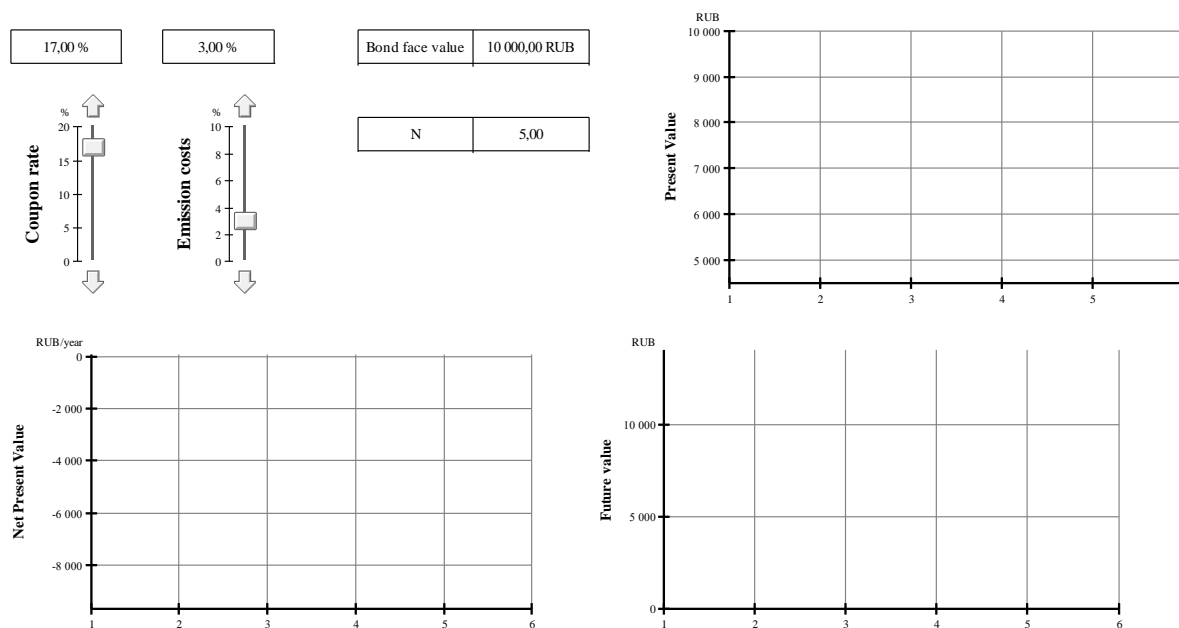 17,00 %
3,00 %
Bond face value
10 000,00 RUB
N
5,00
Coupon rate
%
20
15
10
5
0
Emission costs
%
10
8
6
4
2
0
RUB
Present Value
10 000
9 000
8 000
7 000
6 000
5 000
1 2 3 4 5
RUB/year
Net Present Value
0
-2 000
-4 000
-6 000
-8 000
1 2 3 4 5 6
RUB
Future value
10 000
5 000
0
1 2 3 4 5 6